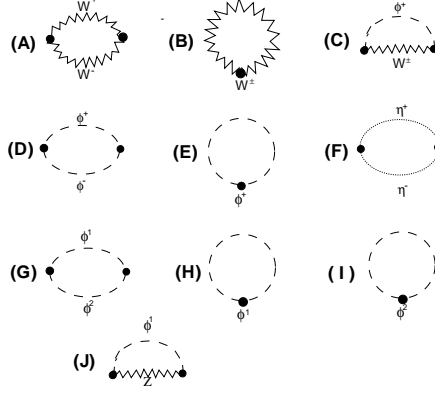 W⁺ φ⁺
(A) (B) (C)
W⁻ W± W±
φ⁺ η⁺
(D) (E) (F)
φ⁻ φ⁺ η⁻
φ¹
(G) (H) (I)
φ² φ¹ φ²
φ¹
(J)
Z